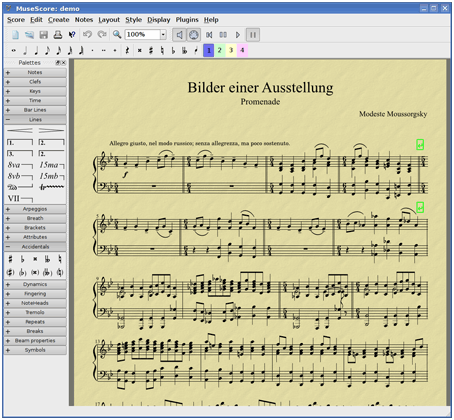 MuseScore: demo
Score Edit Create Notes Layout Style Display Plugins Help
100%
1 2 3 4
Palettes
Notes
Clefs
Keys
Time
Bar Lines
Lines
1. 2.
3. 2.
8va 15ma
8vb 15mb
VII
Arpeggios
Breath
Brackets
Attributes
Accidentals
Dynamics
Fingering
Noteheads
Tremolo
Repeats
Breaks
Beam properties
Symbols
Bilder einer Ausstellung
Promenade
Modeste Moussorgsky
Allegro giusto, nel modo russico; senza allegrezza, ma poco sostenuto.
f